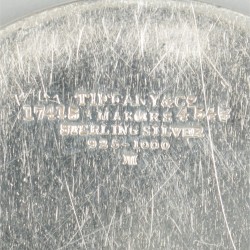 TIFFANY & CO
MAKERS
STERLING SILVER
925-1000
M